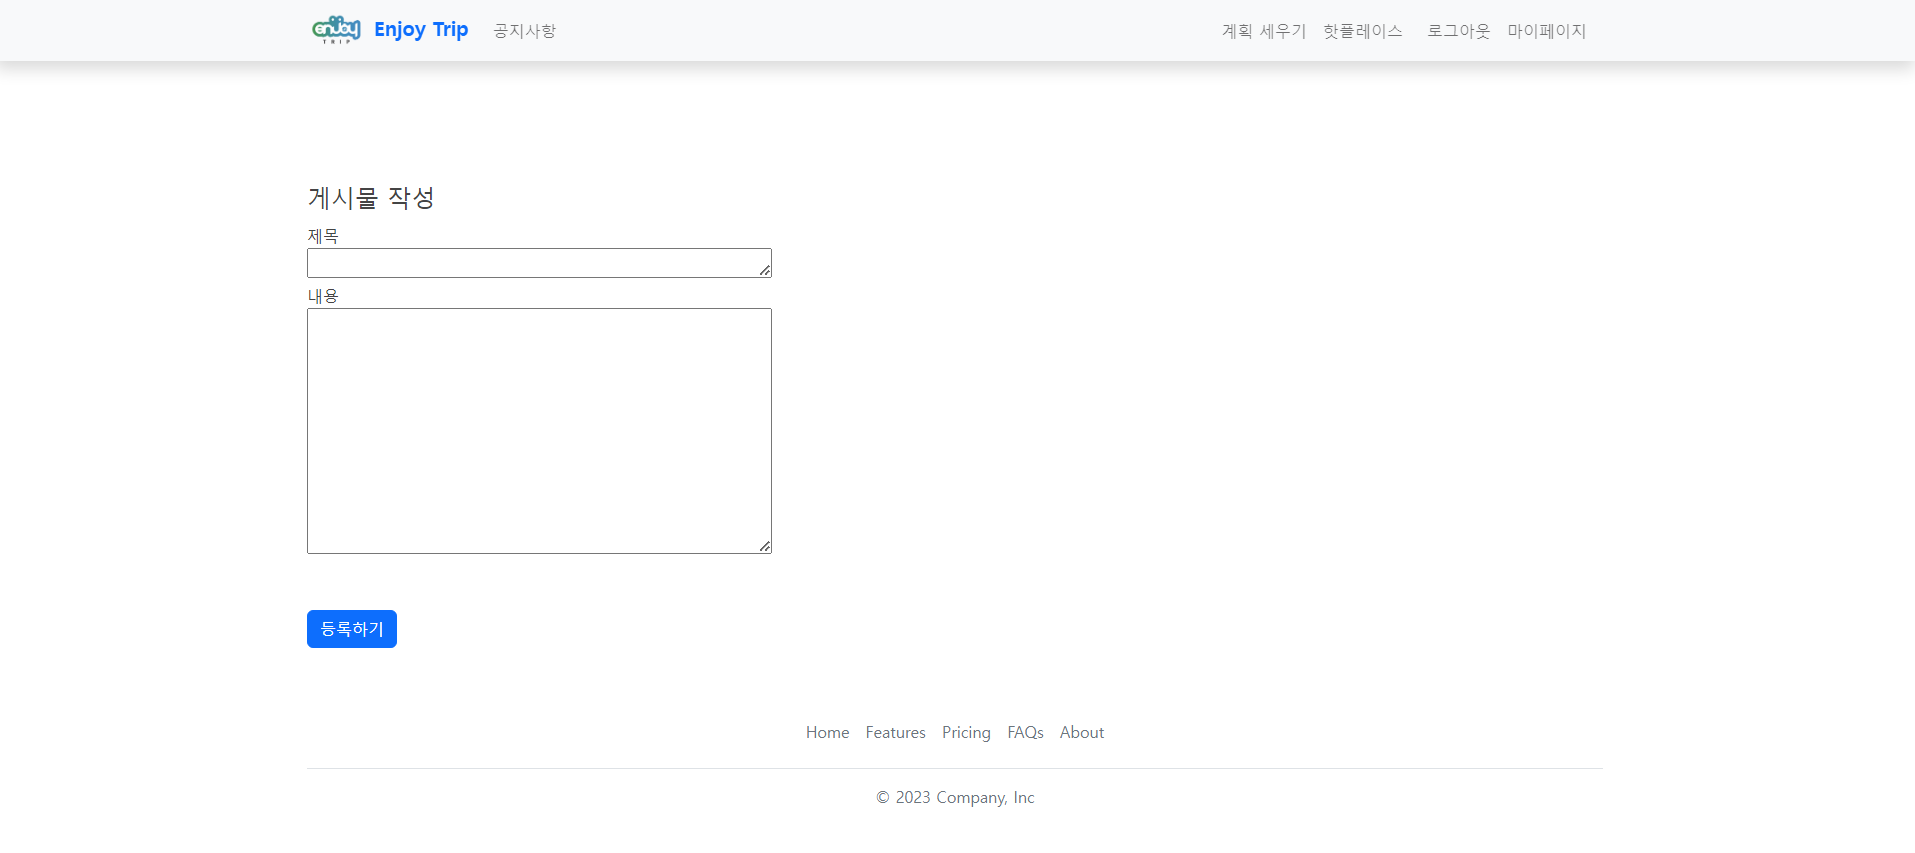 enjoy
TRIP
Enjoy Trip 공지사항 계획 세우기 핫플레이스 로그아웃 마이페이지
게시물 작성
제목
내용
등록하기
Home Features Pricing FAQs About
© 2023 Company, Inc